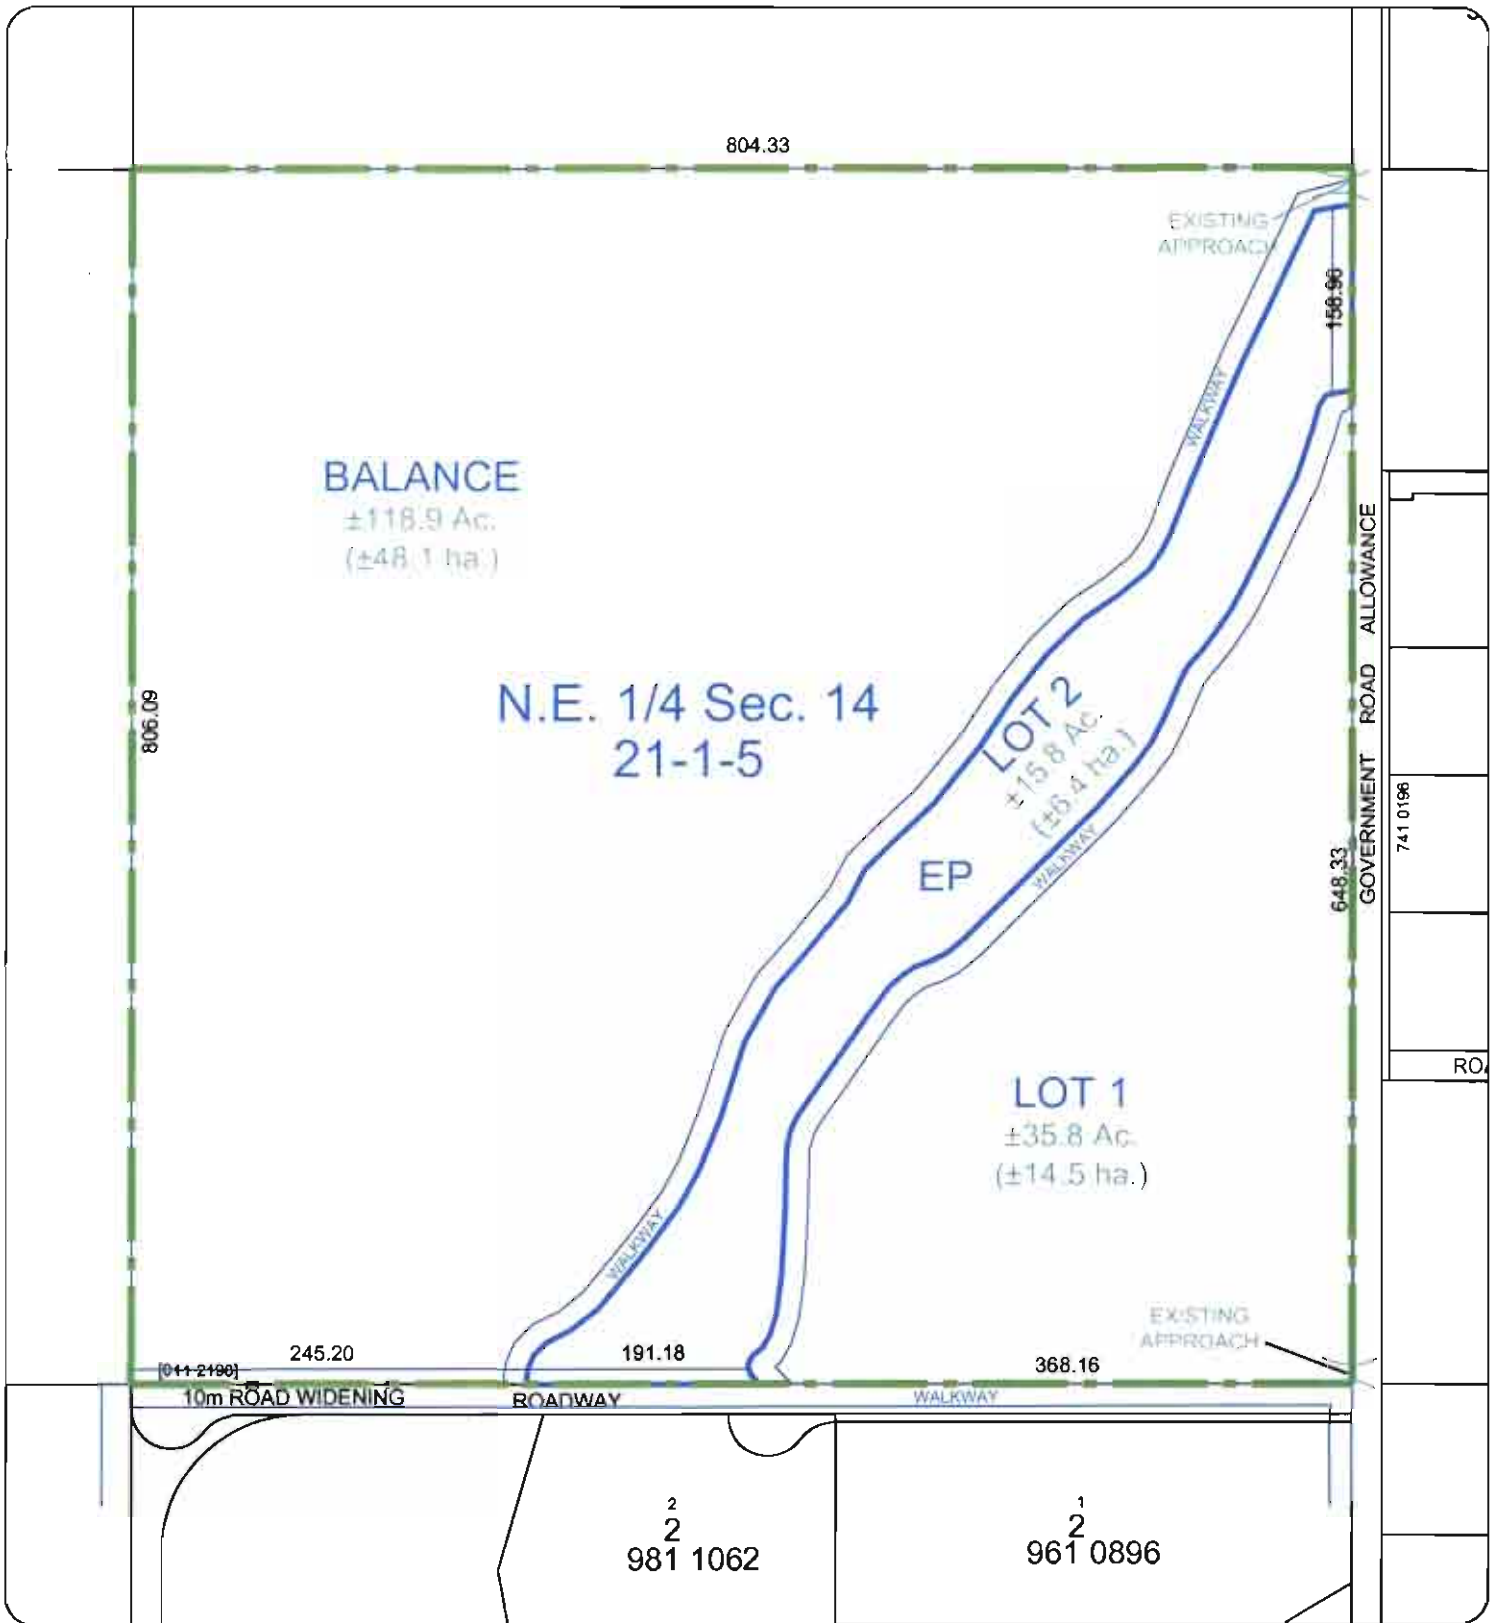 804.33
EXISTING
APPROACH
158.96
WALKWAY
BALANCE
±118.9 Ac.
(±48.1 ha.)
GOVERNMENT ROAD ALLOWANCE
N.E. 1/4 Sec. 14
21-1-5
806.09
LOT 2
±15.8 Ac.
(±6.4 ha.)
WALKWAY
EP
741 0196
648.33
RO
LOT 1
±35.8 Ac.
(±14.5 ha.)
WALKWAY
EXISTING
APPROACH
245.20
191.18
368.16
[011 2190]
10m ROAD WIDENING
ROADWAY
WALKWAY
2
2
981 1062
1
2
961 0896